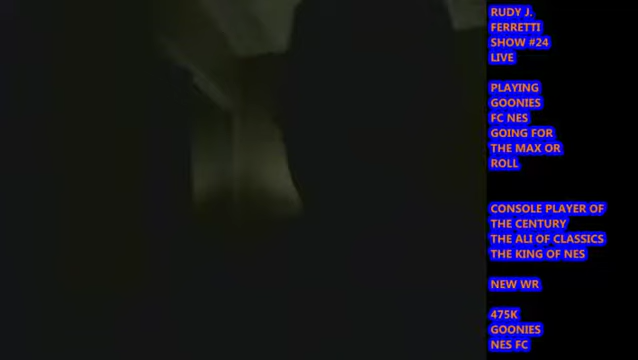 RUDY J.
FERRETTI
SHOW #24
LIVE
PLAYING
GOONIES
FC NES
GOING FOR
THE MAX OR
ROLL
CONSOLE PLAYER OF
THE CENTURY
THE ALI OF CLASSICS
THE KING OF NES
NEW WR
475K
GOONIES
NES FC